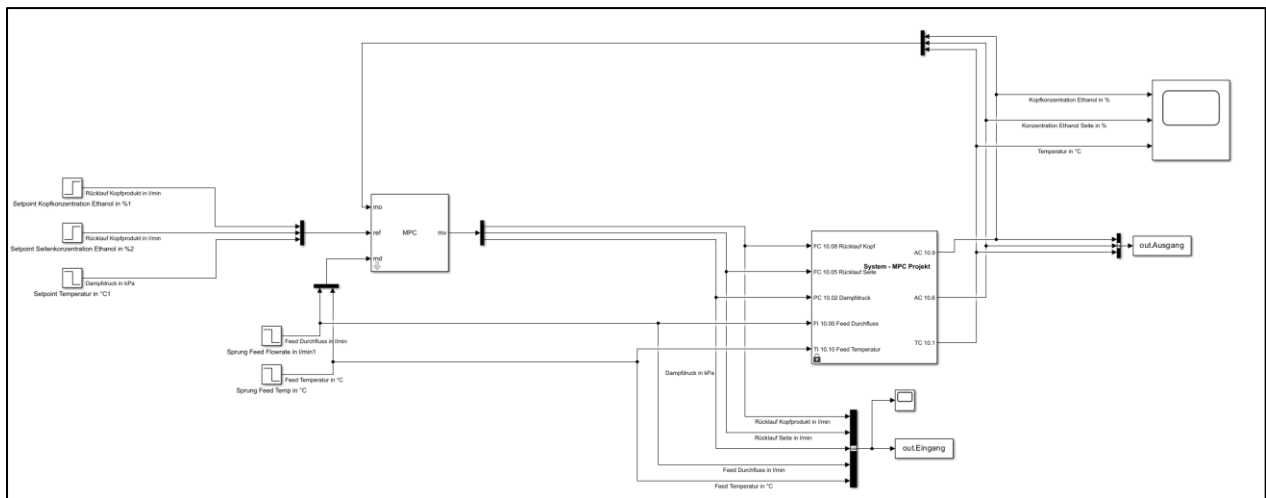 Kopfkonzentration Ethanol in %
Konzentration Ethanol Seite in %
Temperatur in °C
Rücklauf Kopfprodukt in l/min
Setpoint Kopfkonzentration Ethanol in %1
Rücklauf Kopfprodukt in l/min
Setpoint Seitenkonzentration Ethanol in %2
Dampfdruck in kPa
Setpoint Temperatur in °C1
mo
ref
md
MPC
mv
FC 10.08 Rücklauf Kopf
System - MPC Projekt
FC 10.05 Rücklauf Seite
PC 10.02 Dampfdruck
FI 10.00 Feed Durchfluss
TI 10.10 Feed Temperatur
AC 10.9
AC 10.6
TC 10.1
out.Ausgang
Feed Durchfluss in l/min
Sprung Feed Flowrate in l/min1
Feed Temperatur in °C
Sprung Feed Temp in °C
Dampfdruck in kPa
Rücklauf Kopfprodukt in l/min
Rücklauf Seite in l/min
Feed Durchfluss in l/min
Feed Temperatur in °C
out.Eingang